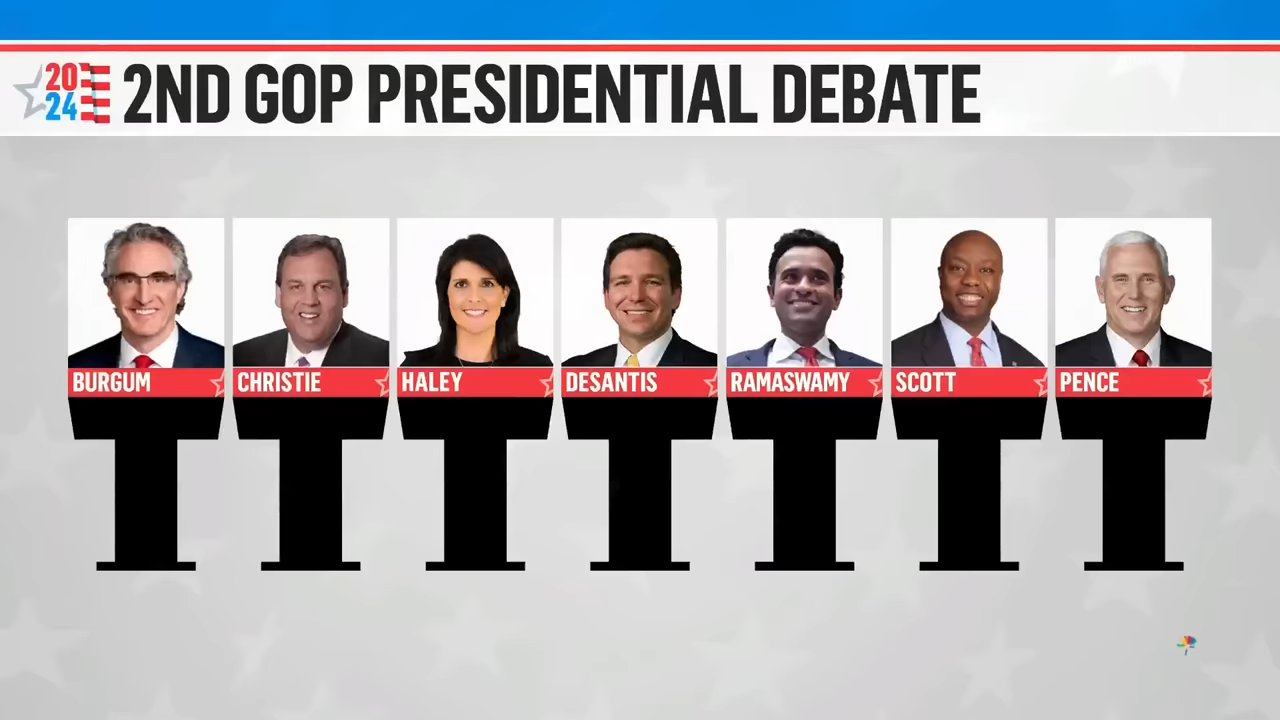 2024
2ND GOP PRESIDENTIAL DEBATE
BURGUM
CHRISTIE
HALEY
DESANTIS
RAMASWAMY
SCOTT
PENCE